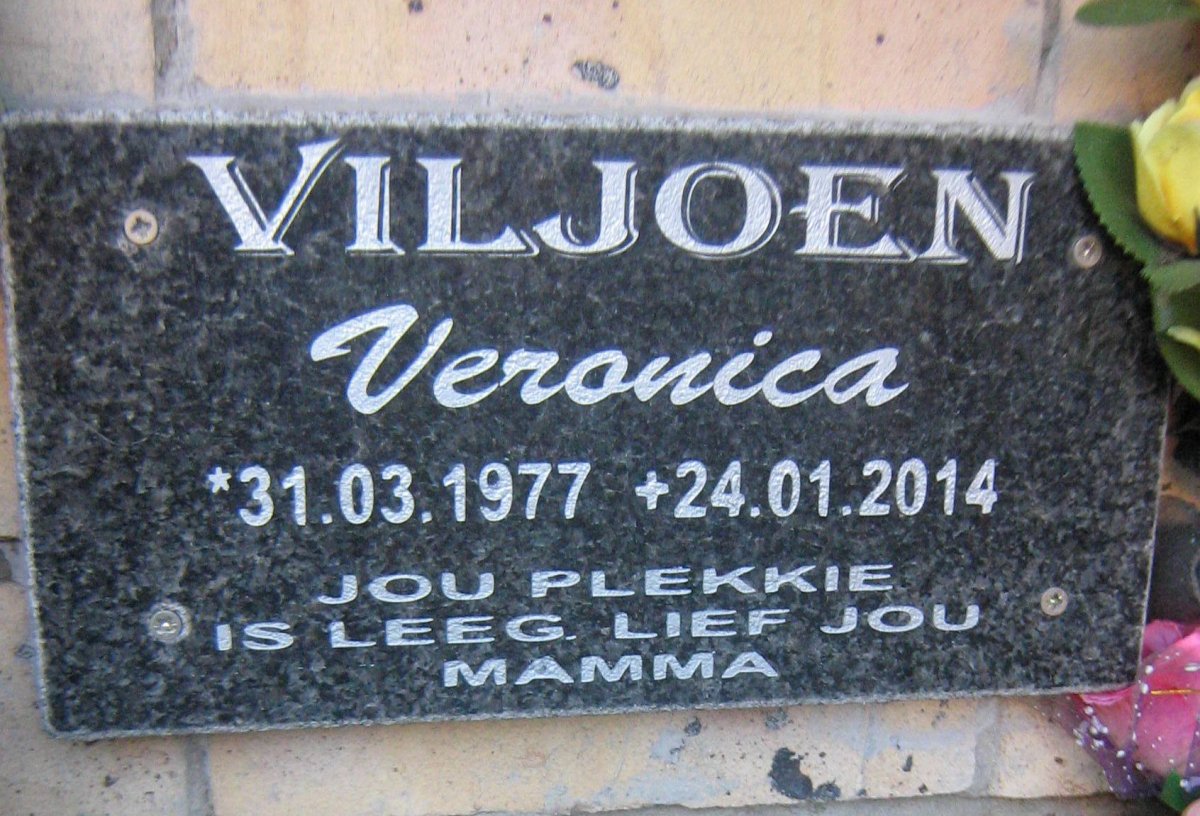 VILJOEN
Veronica
*31.03.1977 +24.01.2014
JOU PLEKKIE
IS LEEG. LIEF JOU
MAMMA